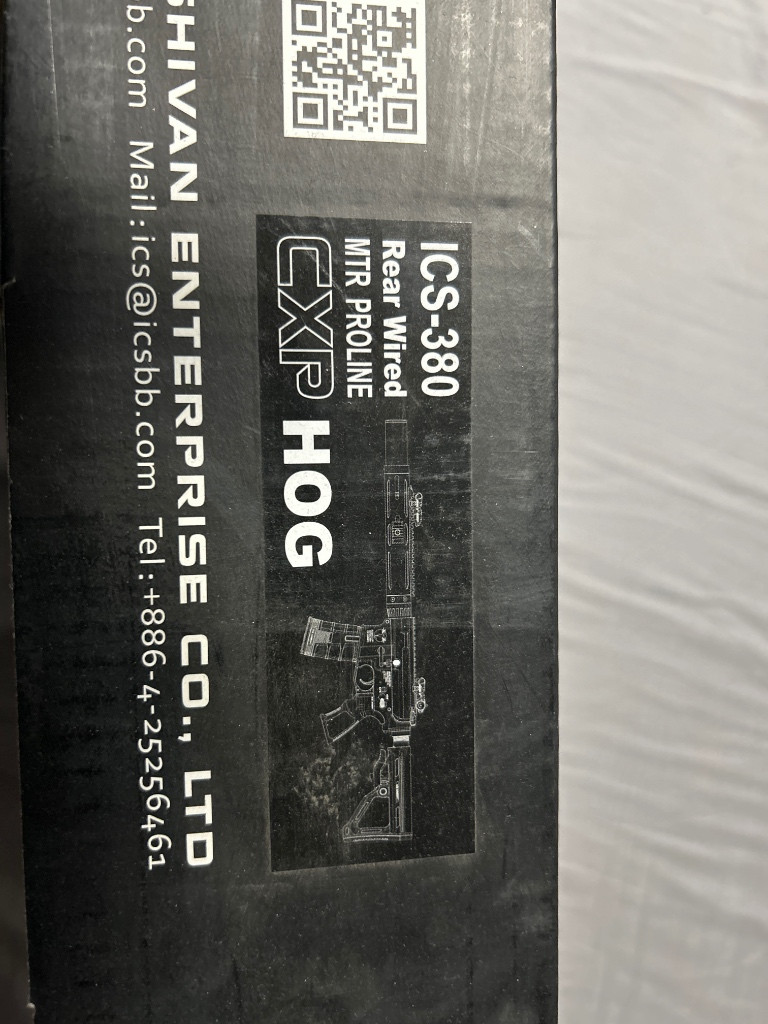 ICS-380
Rear Wired
MTR PROLINE
CXP HOG
SHIVAN ENTERPRISE CO., LTD
b.com Mail:ics@icsbb.com Tel:+886-4-25256461